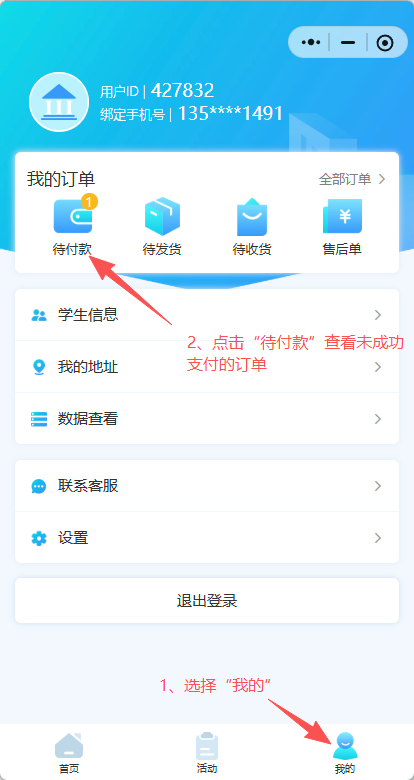 用户ID | 427832
绑定手机号 | 135****1491
我的订单
全部订单
1
待付款
待发货
待收货
售后单
学生信息
2、点击“待付款”查看未成功
支付的订单
我的地址
数据查看
联系客服
设置
退出登录
1、选择“我的”
首页
活动
我的